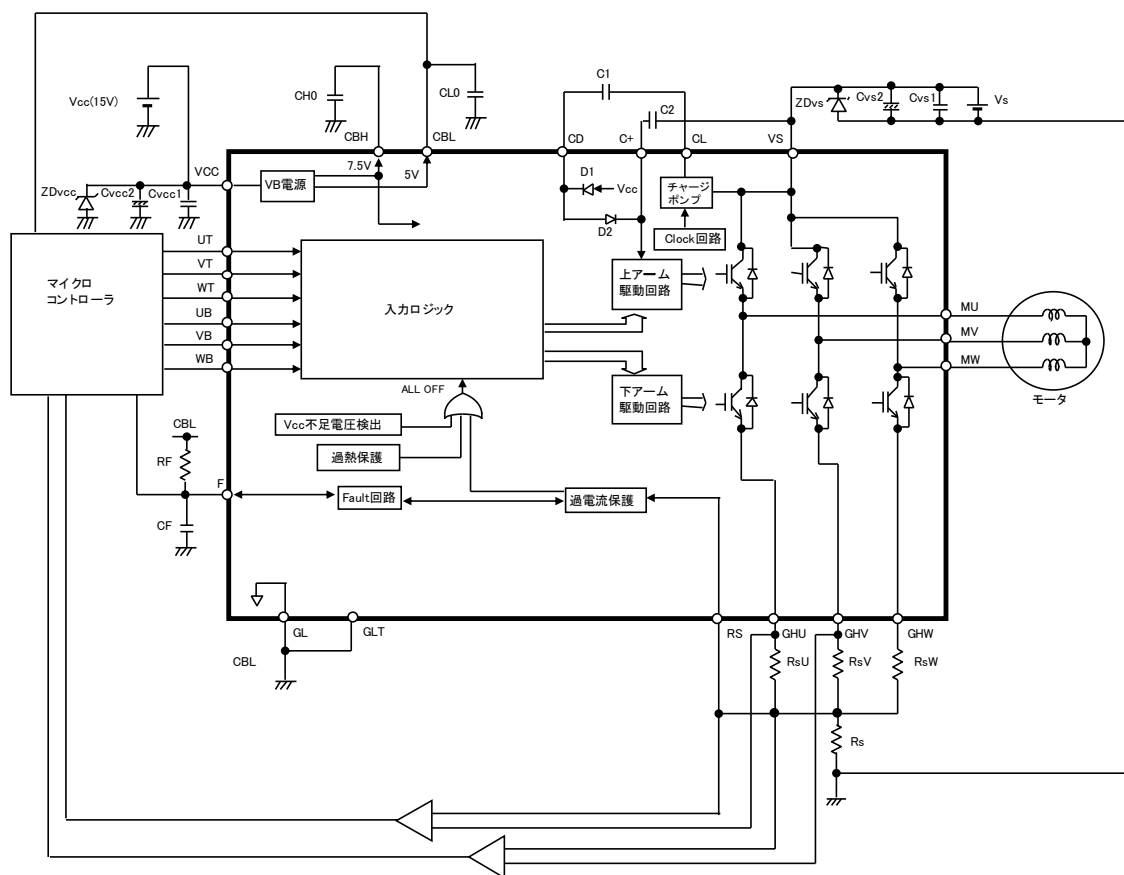 C1
Vcc(15V)
CH0
CL0
C2
ZDvs
Cvs2
Cvs1
Vs
CBH
CBL
CD
C+
CL
VS
7.5V
5V
VCC
VB電源
D1
Vcc
チャージ
ポンプ
ZDvcc
Cvcc2
Cvcc1
D2
Clock回路
UT
VT
WT
UB
VB
WB
マイクロ
コントローラ
入力ロジック
上アーム
駆動回路
MU
MV
MW
モータ
ALL OFF
下アーム
駆動回路
Vcc不足電圧検出
CBL
過熱保護
RF
F
Fault回路
過電流保護
CF
GL
GLT
RS
GHU
GHV
GHW
CBL
RsU
RsV
RsW
Rs